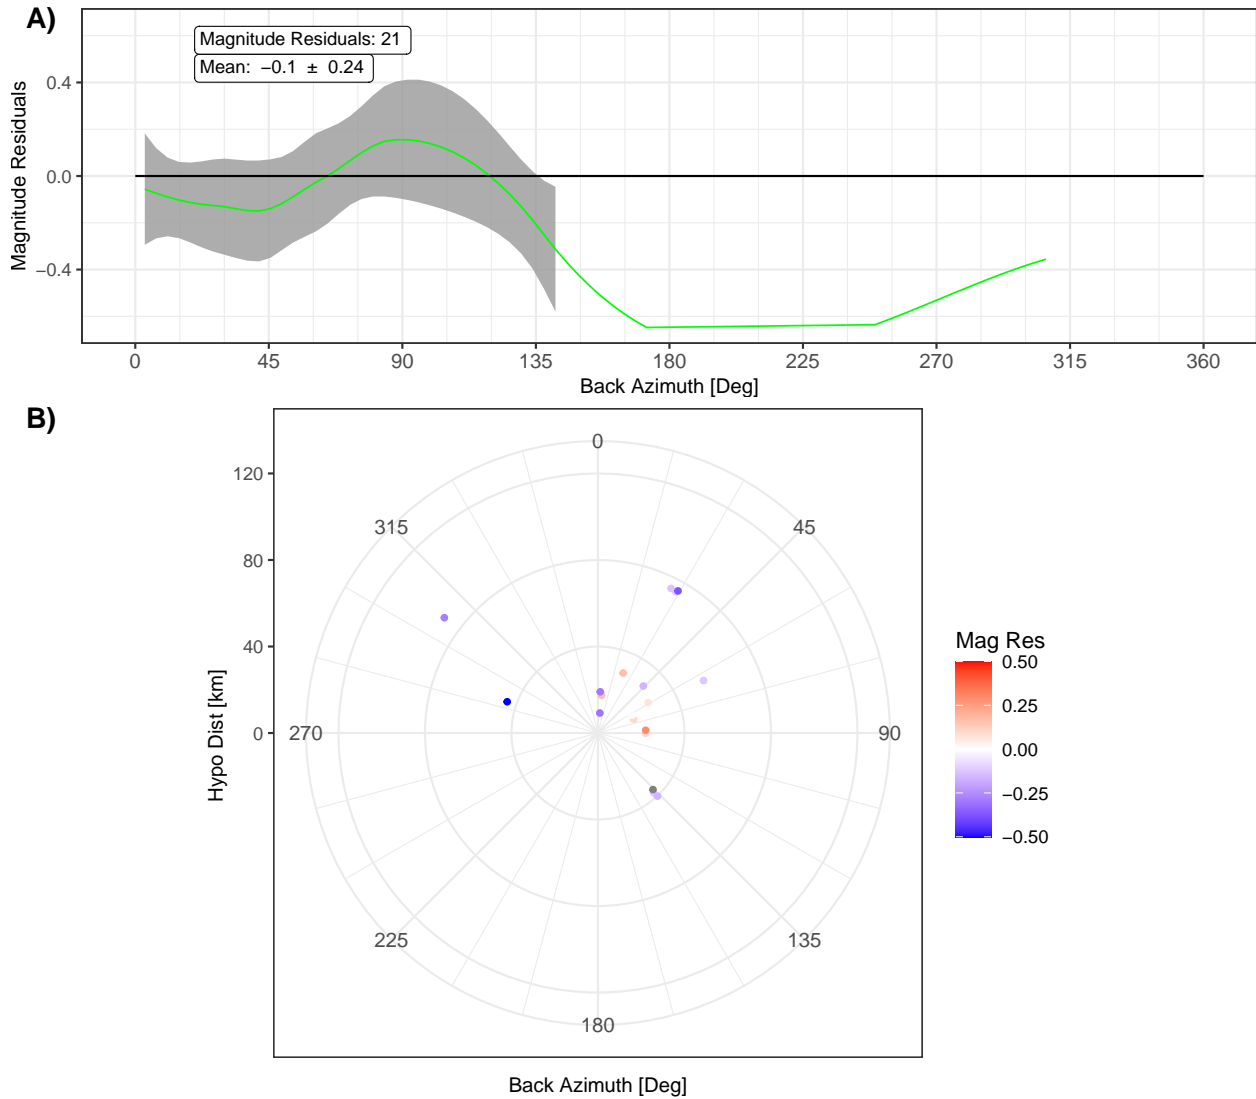 A)
Magnitude Residuals: 21
Mean:  −0.1  ±  0.24
0.4
0.0
−0.4
Magnitude Residuals
0 45 90 135 180 225 270 315 360
Back Azimuth [Deg]
B)
0
45
90
135
180
225
270
315
120
80
40
0
Hypo Dist [km]
Back Azimuth [Deg]
Mag Res
0.50
0.25
0.00
−0.25
−0.50